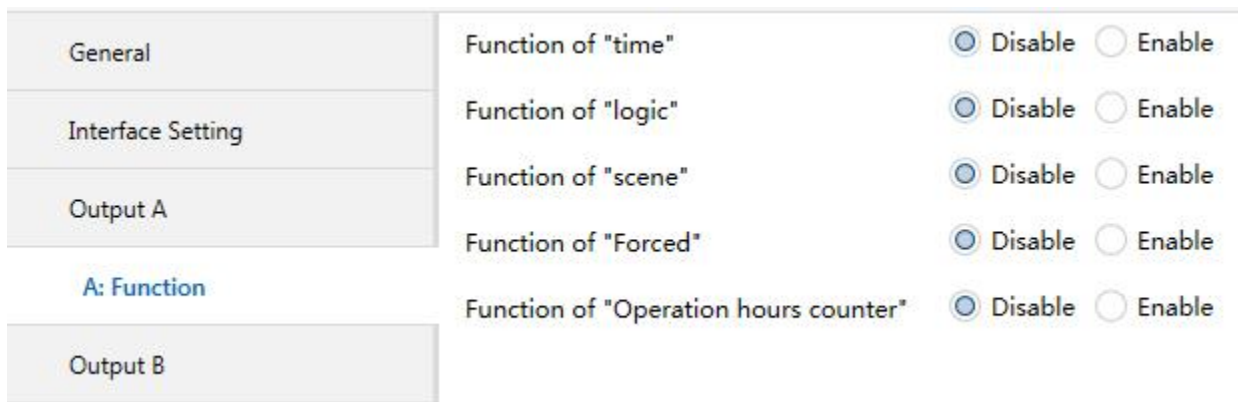 General
Interface Setting
Output A
A: Function
Output B
Function of "time" Disable Enable
Function of "logic" Disable Enable
Function of "scene" Disable Enable
Function of "Forced" Disable Enable
Function of "Operation hours counter" Disable Enable